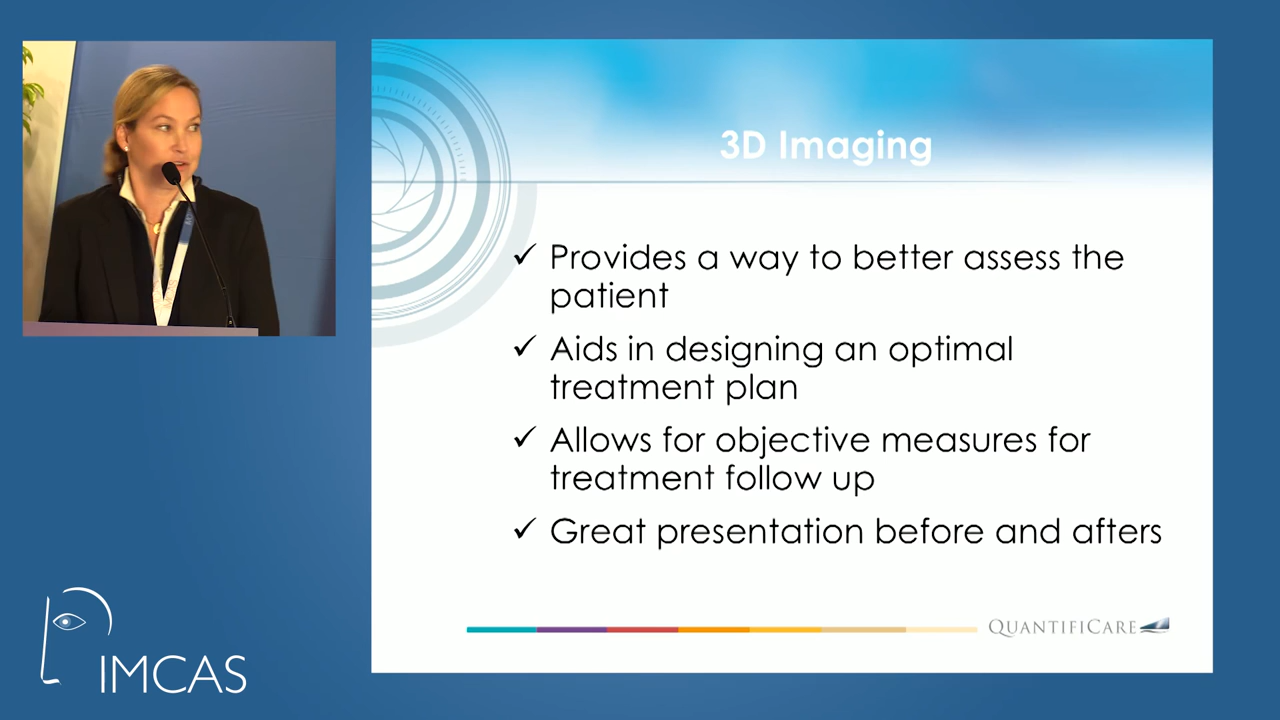 3D Imaging
✓ Provides a way to better assess the
patient
✓ Aids in designing an optimal
treatment plan
✓ Allows for objective measures for
treatment follow up
✓ Great presentation before and afters
QUANTIFICARE
IMCAS